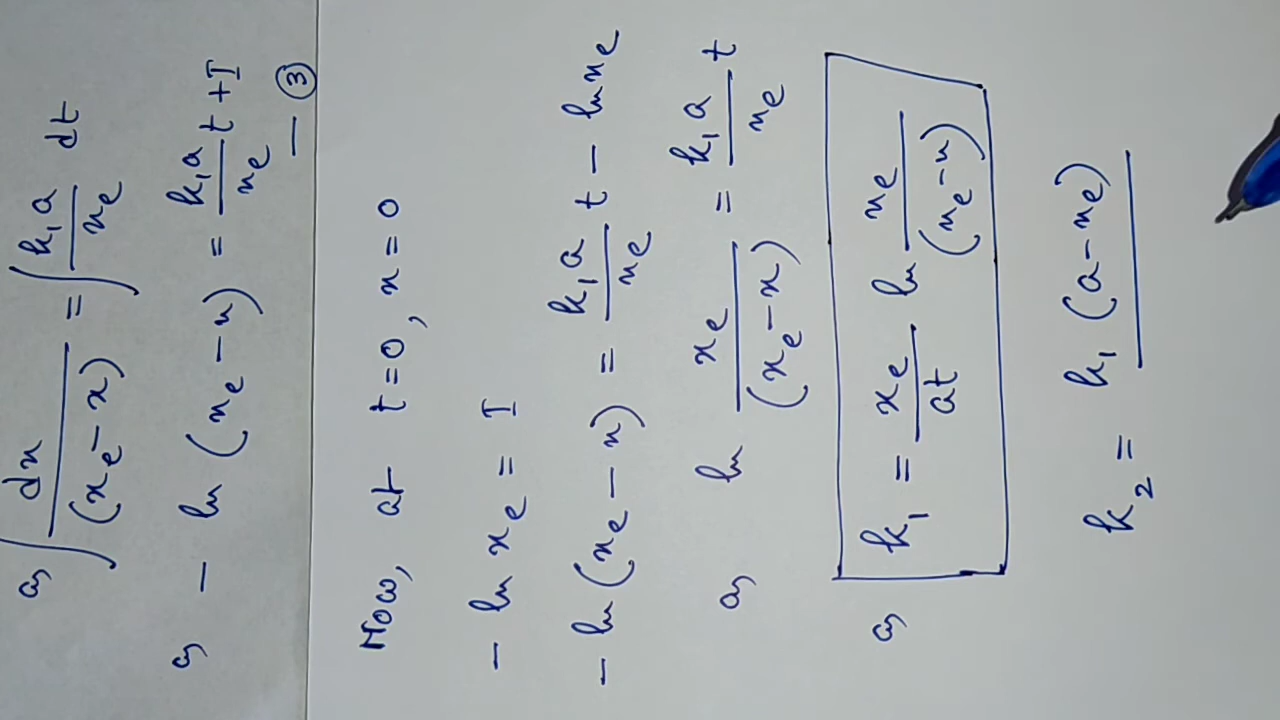 or, ∫ dx / (xₑ - x) = ∫ k₁a / xₑ dt
or, - ln (xₑ - x) = k₁a / xₑ t + I
— ③
Now, at t=0, x=0
- ln xₑ = I
- ln (xₑ - x) = k₁a / xₑ t - ln xₑ
or, ln xₑ / (xₑ - x) = k₁a / xₑ t
or, k₁ = xₑ / at ln xₑ / (xₑ - x)
k₂ = k₁ (a - xₑ)